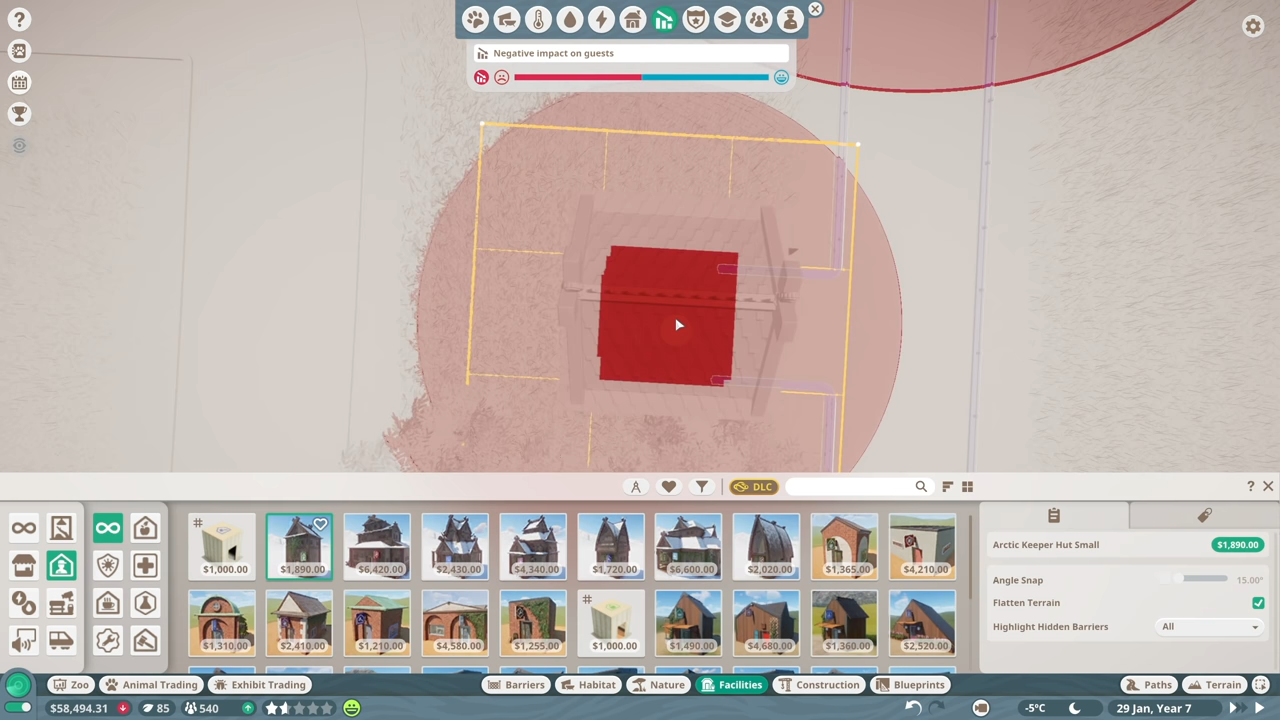 ?
Negative impact on guests
DLC
?
#
$1,000.00
$1,890.00
$6,420.00
$2,430.00
$4,340.00
$1,720.00
$6,600.00
$2,020.00
$1,365.00
$4,210.00
$1,310.00
$2,410.00
$1,210.00
$4,580.00
$1,255.00
#
$1,000.00
$1,490.00
$4,680.00
$1,360.00
$2,520.00
Arctic Keeper Hut Small
$1,890.00
Angle Snap
15.00°
Flatten Terrain
Highlight Hidden Barriers
All
Zoo
Animal Trading
Exhibit Trading
Barriers
Habitat
Nature
Facilities
Construction
Blueprints
Paths
Terrain
$58,494.31
85
540
-5°C
29 Jan, Year 7